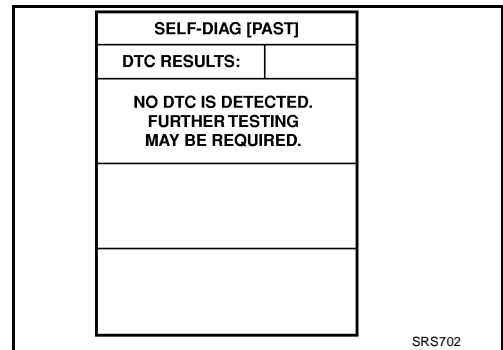 SELF-DIAG [PAST]
DTC RESULTS:
NO DTC IS DETECTED.
FURTHER TESTING
MAY BE REQUIRED.
SRS702